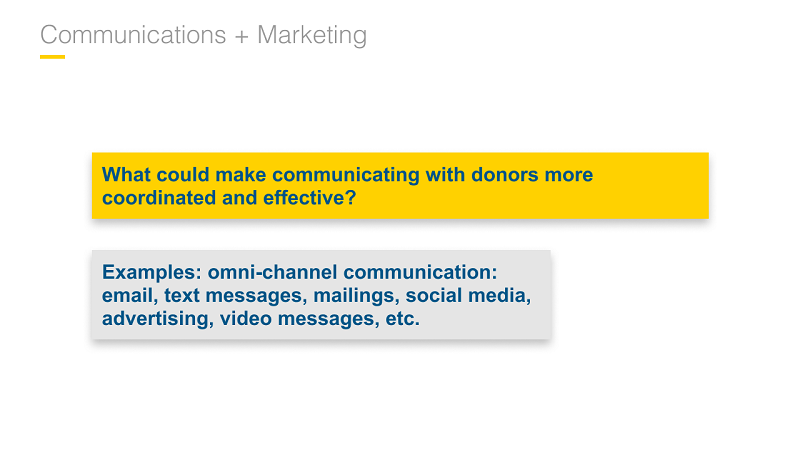 Communications + Marketing
What could make communicating with donors more
coordinated and effective?
Examples: omni-channel communication:
email, text messages, mailings, social media,
advertising, video messages, etc.